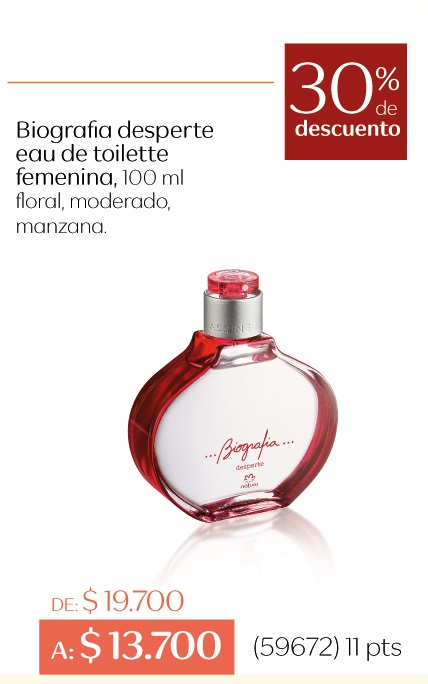 30%
de
descuento
Biografia desperte
eau de toilette
femenina, 100 ml
floral, moderado,
manzana.
ASSINE
...Biografia...
desperte
natura
DE: $ 19.700
A: $ 13.700
(59672) 11 pts